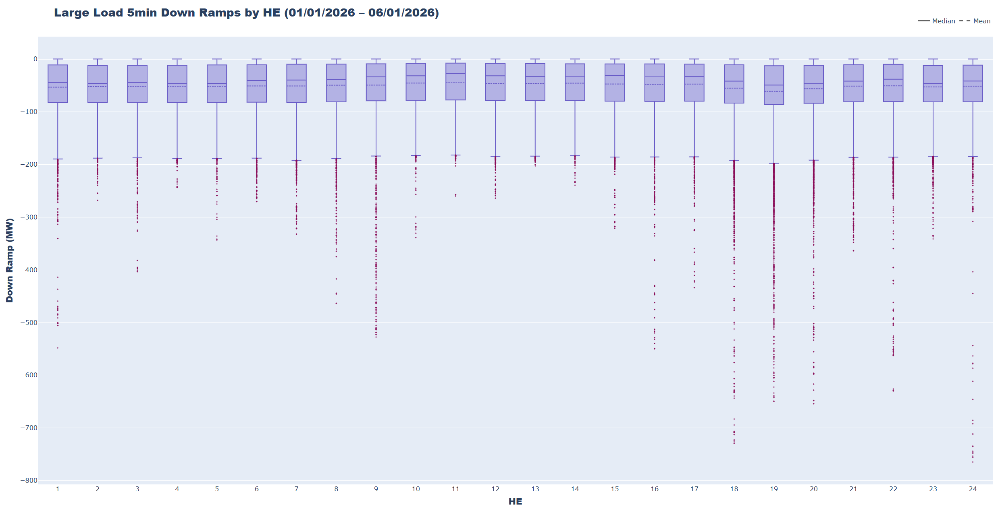 Large Load 5min Down Ramps by HE (01/01/2026 – 06/01/2026)
Median Mean
0
−100
−200
−300
−400
−500
−600
−700
−800
Down Ramp (MW)
1 2 3 4 5 6 7 8 9 10 11 12 13 14 15 16 17 18 19 20 21 22 23 24
HE